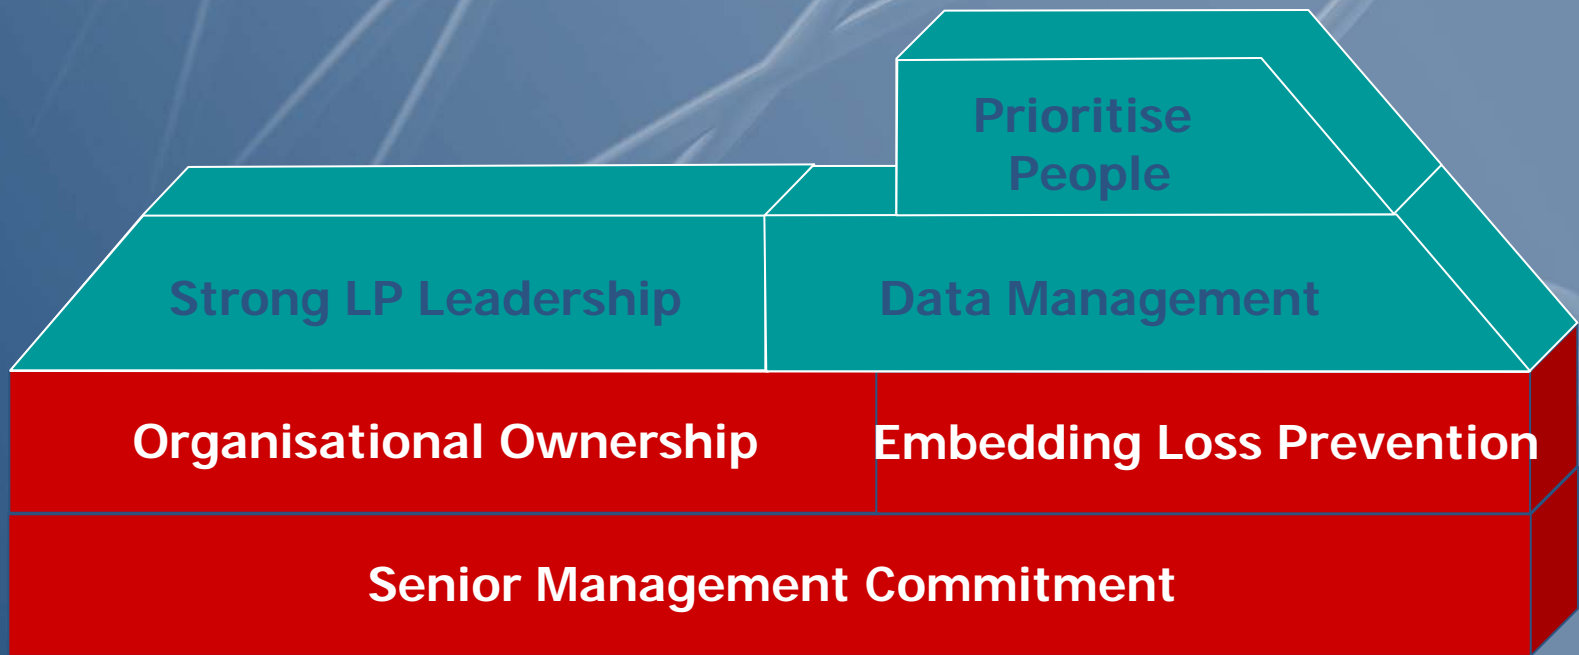 Prioritise
People
Strong LP Leadership
Data Management
Organisational Ownership
Embedding Loss Prevention
Senior Management Commitment